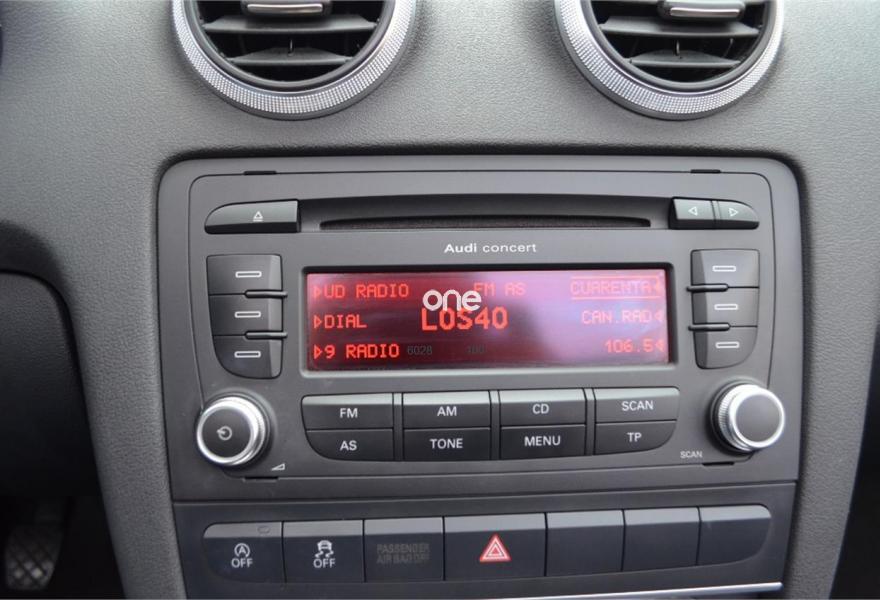 Audi concert
UD RADIO FM AS CUARENTA
DIAL LOS40 CAN.RAD
9 RADIO 106.5
one
6028
FM AM CD SCAN
AS TONE MENU TP
SCAN
A OFF
OFF
PASSENGER
AIR BAG OFF